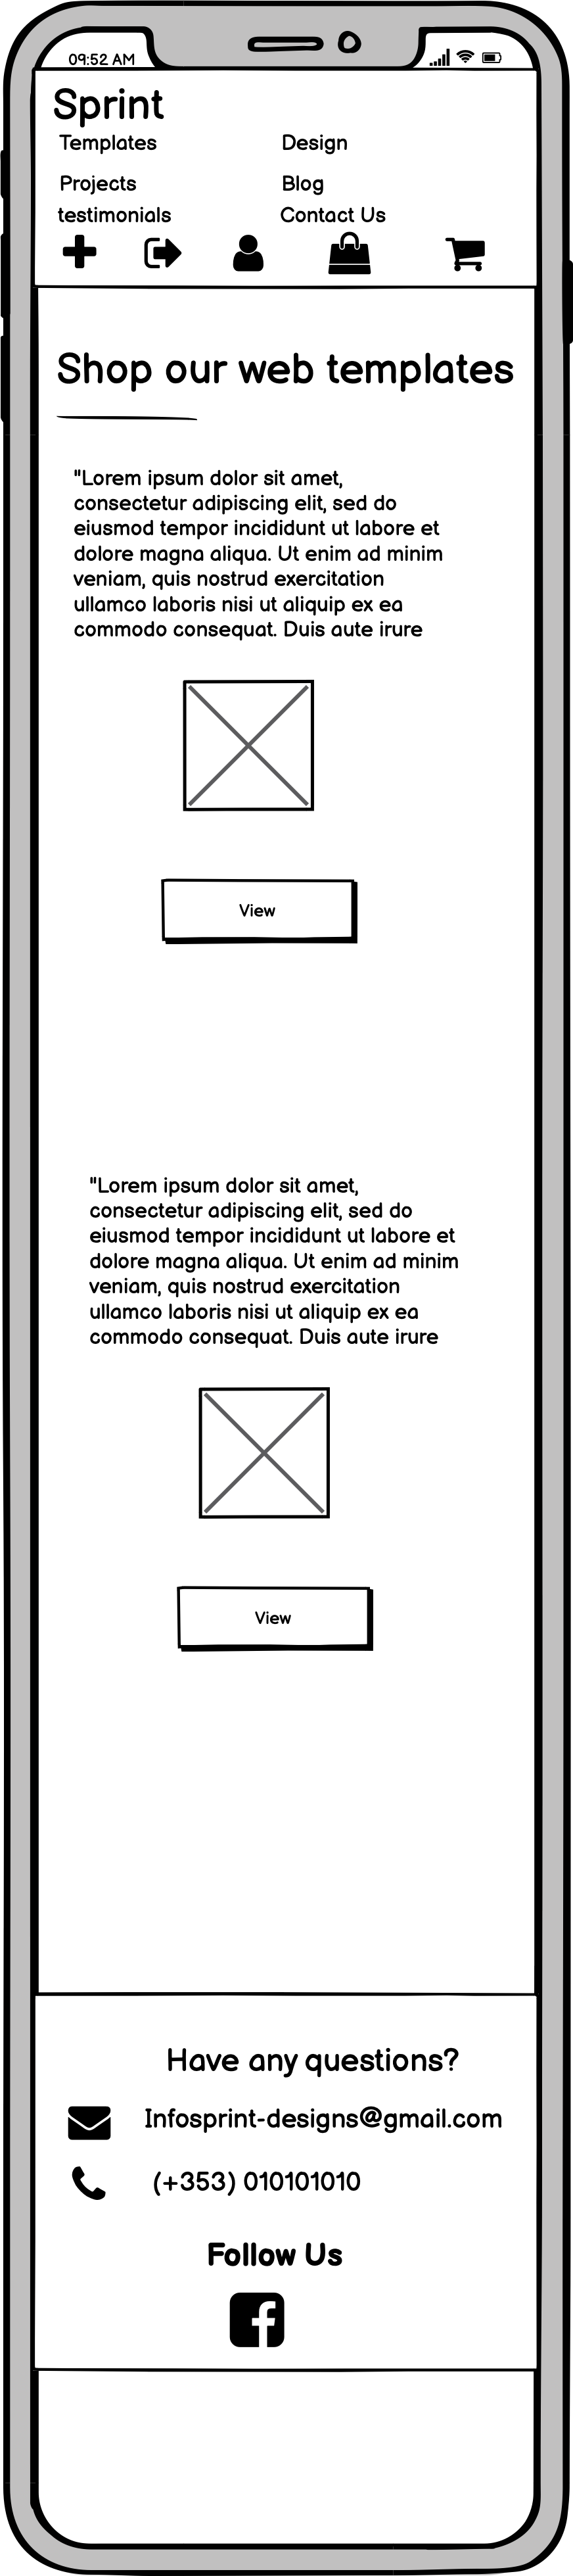 09:52 AM
Sprint
Templates Design
Projects Blog
testimonials Contact Us
Shop our web templates
"Lorem ipsum dolor sit amet,
consectetur adipiscing elit, sed do
eiusmod tempor incididunt ut labore et
dolore magna aliqua. Ut enim ad minim
veniam, quis nostrud exercitation
ullamco laboris nisi ut aliquip ex ea
commodo consequat. Duis aute irure
View
"Lorem ipsum dolor sit amet,
consectetur adipiscing elit, sed do
eiusmod tempor incididunt ut labore et
dolore magna aliqua. Ut enim ad minim
veniam, quis nostrud exercitation
ullamco laboris nisi ut aliquip ex ea
commodo consequat. Duis aute irure
View
Have any questions?
Infosprint-designs@gmail.com
(+353) 010101010
Follow Us